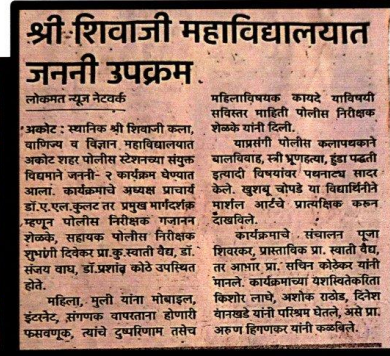 श्री शिवाजी महाविद्यालयात
जननी उपक्रम
लोकमत न्यूज नेटवर्क
अकोट : स्थानिक श्री शिवाजी कला,
वाणिज्य व विज्ञान महाविद्यालयात
अकोट शहर पोलीस स्टेशनच्या संयुक्त
विद्यमाने जननी- २ कार्यक्रम घेण्यात
आला. कार्यक्रमाचे अध्यक्ष प्राचार्य
डॉ.ए.एल.कुलट तर प्रमुख मार्गदर्शक
म्हणून पोलीस निरीक्षक गजानन
शेळके, सहायक पोलीस निरीक्षक
शुभांगी दिवेकर प्रा.कु.स्वाती वैद्य, डॉ.
संजय वाघ, डॉ.प्रशांत कोठे उपस्थित
होते.
महिला, मुली यांना मोबाइल,
इंटरनेट, संगणक वापरताना होणारी
फसवणूक, त्यांचे दुष्परिणाम तसेच
महिलाविषयक कायदे याविषयी
सविस्तर माहिती पोलीस निरीक्षक
शेळके यांनी दिली.
याप्रसंगी पोलीस कलापथकाने
बालविवाह, स्त्री भ्रूणहत्या, हुंडा पद्धती
इत्यादी विषयांवर पथनाट्य सादर
केले. खुशबू चोपडे या विद्यार्थिनीने
मार्शल आर्टचे प्रात्यक्षिक करून
दाखविले.
कार्यक्रमाचे संचालन पूजा
शिवरकर, प्रास्ताविक प्रा. स्वाती वैद्य,
तर आभार प्रा. सचिन कोठेकर यांनी
मानले. कार्यक्रमाच्या यशस्वितेकरिता
किशोर लाघे, अशोक राठोड, दिनेश
यांनी परिश्रम घेतले, असे प्रा.
अरुण हिंगणकर यांनी कळविले.